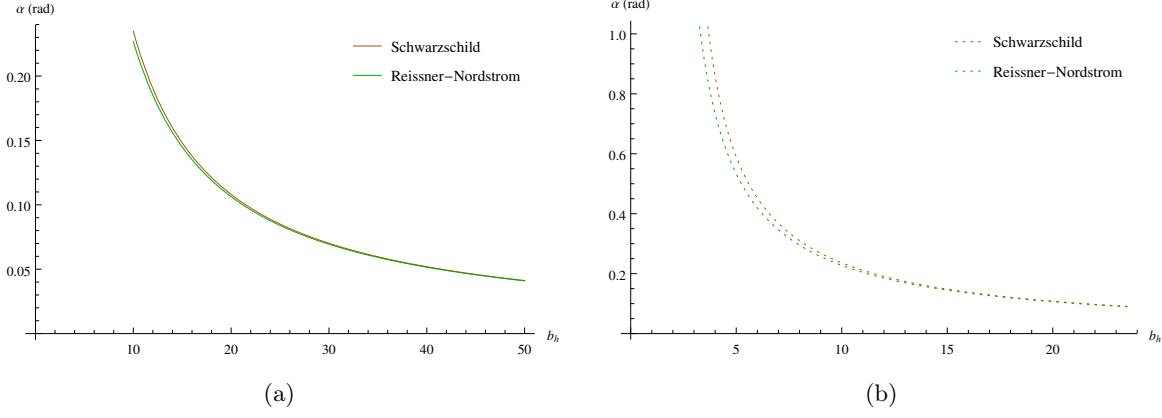 α (rad)
Schwarzschild
Reissner−Nordstrom
0.20
0.15
0.10
0.05
10
20
30
40
50
b_h
(a)
α (rad)
1.0
Schwarzschild
Reissner−Nordstrom
0.8
0.6
0.4
0.2
5
10
15
20
b_h
(b)